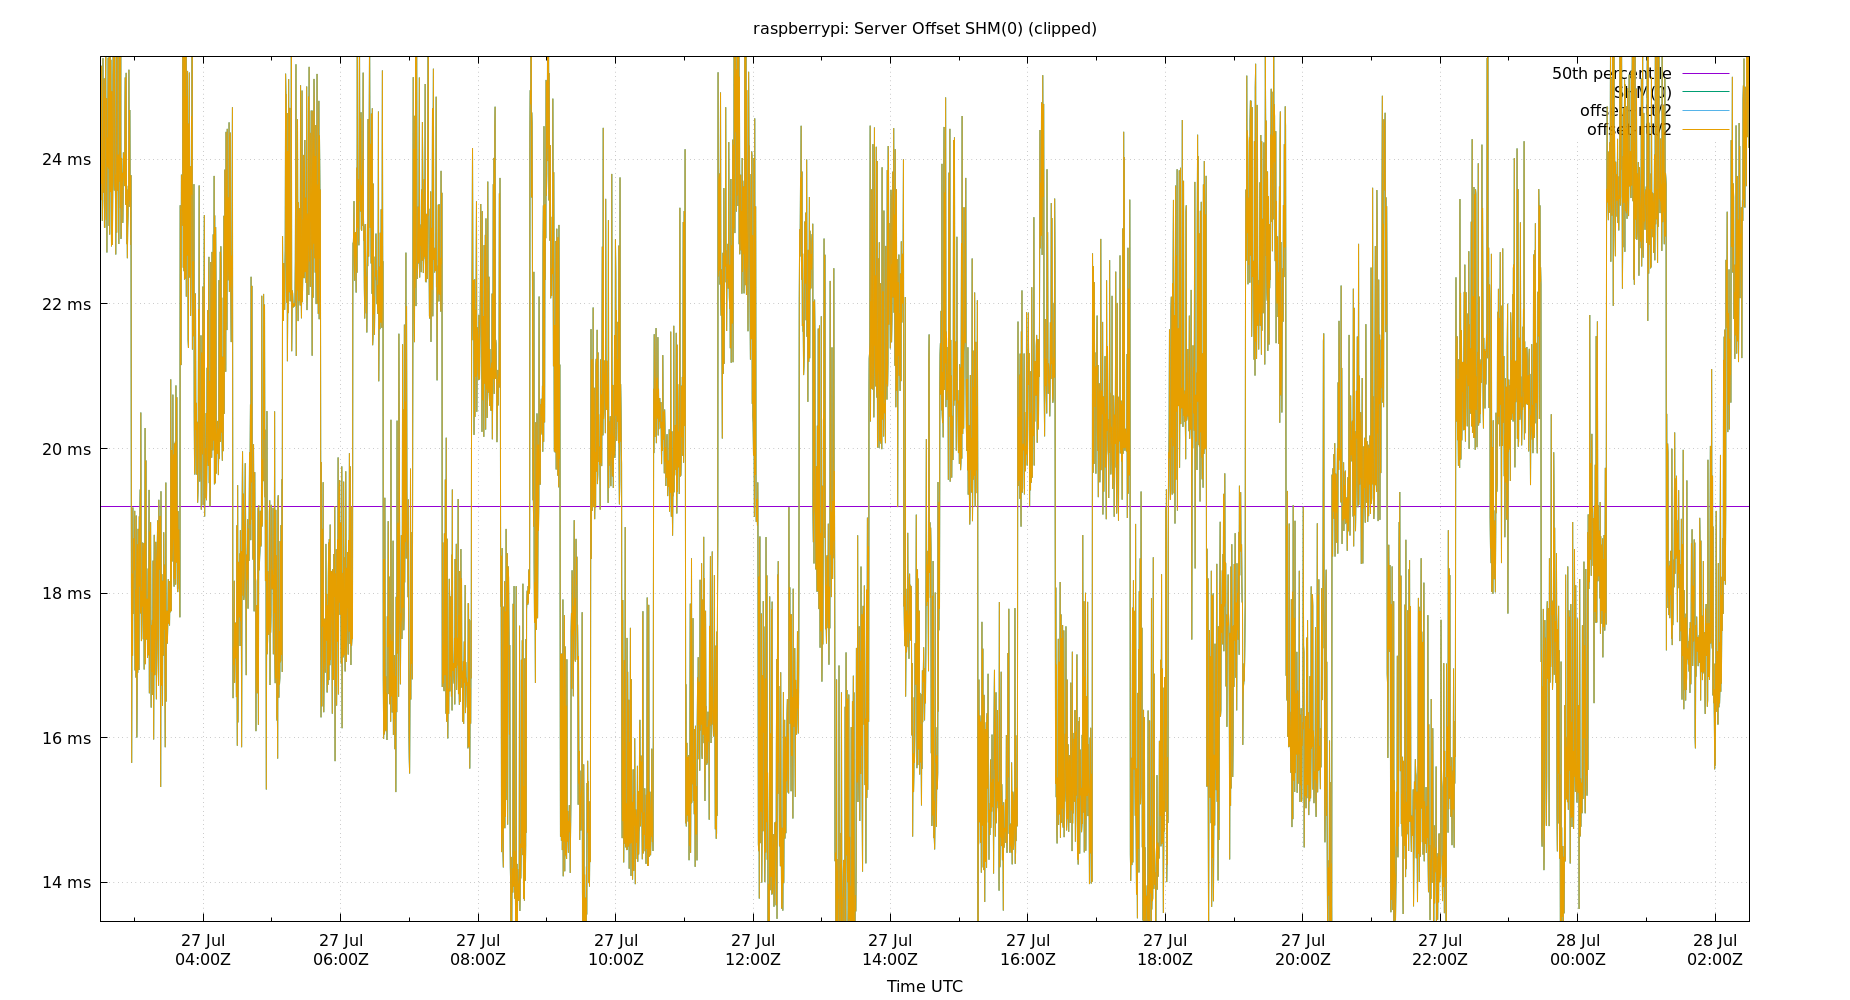 raspberrypi: Server Offset SHM(0) (clipped)
50th percentile
SHM(0)
24 ms
22 ms
20 ms
18 ms
16 ms
14 ms
27 Jul 04:00Z
27 Jul 06:00Z
27 Jul 08:00Z
27 Jul 10:00Z
27 Jul 12:00Z
27 Jul 14:00Z
27 Jul 16:00Z
27 Jul 18:00Z
27 Jul 20:00Z
27 Jul 22:00Z
28 Jul 00:00Z
28 Jul 02:00Z
Time UTC